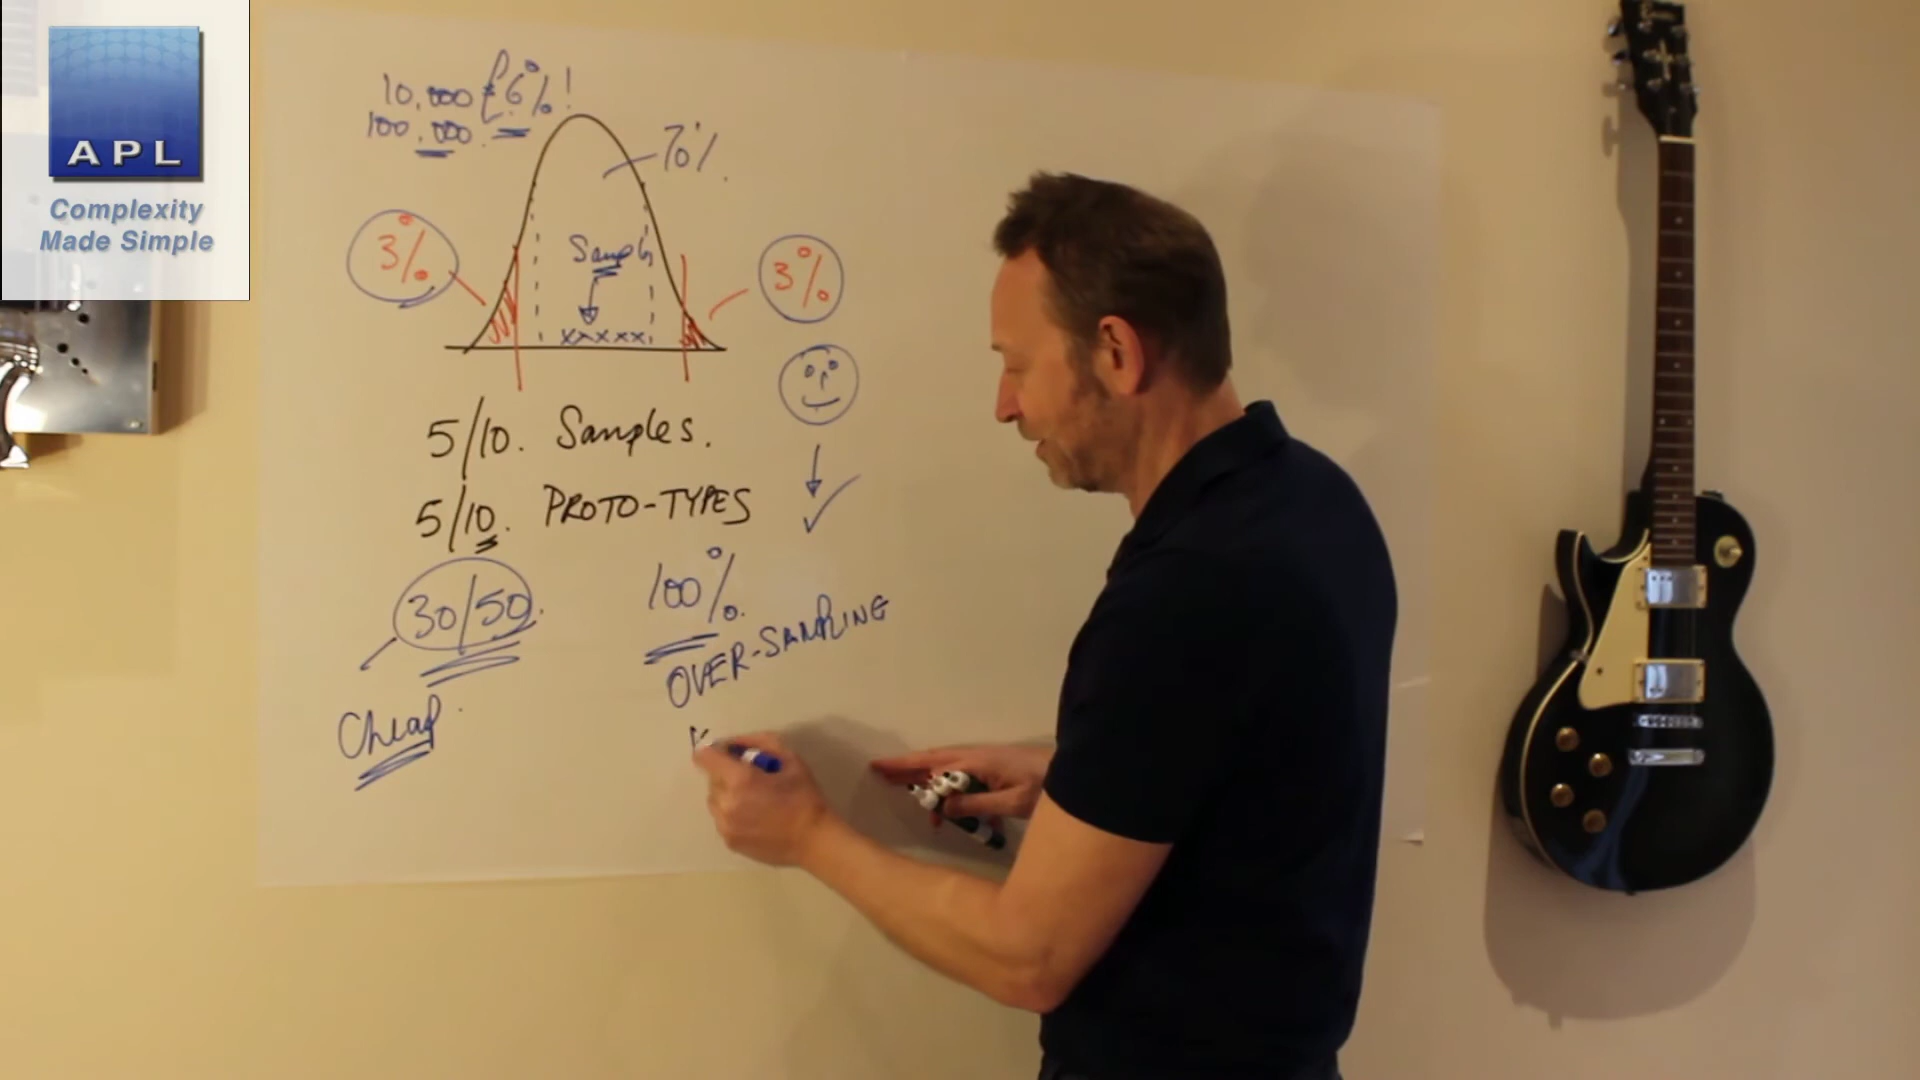 APL
Complexity
Made Simple
10,000 £6%!
100,000.
70%.
3%
Sample
3%
xxxxx
5/10. Samples.
5/10. PROTO-TYPES
30/50.
100%.
OVER-SAMPLING
Cheap.